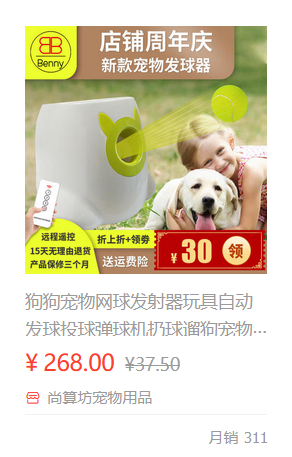 BB
Benny
店铺周年庆
新款宠物发球器
远程遥控
15天无理由退货
产品保修三个月
折上折+领劵
送运费险
¥30 领
狗狗宠物网球发射器玩具自动
发球投球弹球机扔球遛狗宠物...
¥ 268.00 ¥37.50
尚算坊宠物用品
月销 311